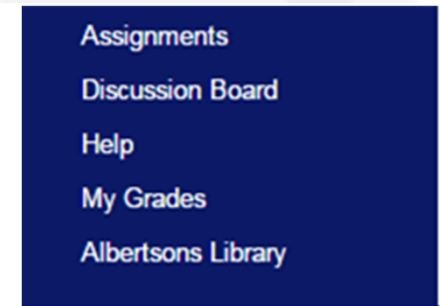 Assignments
Discussion Board
Help
My Grades
Albertsons Library